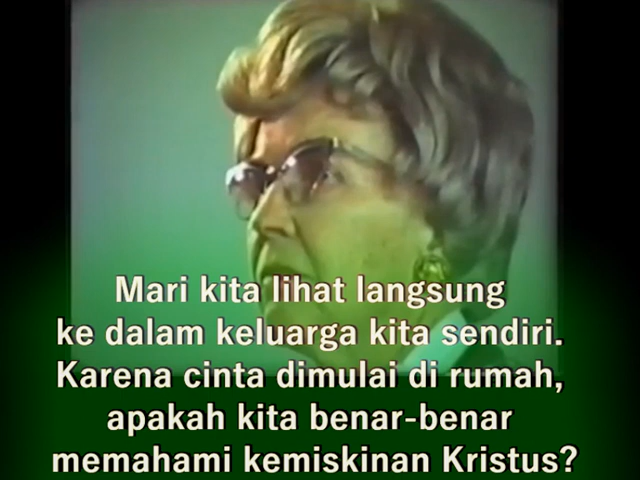 Mari kita lihat langsung
ke dalam keluarga kita sendiri.
Karena cinta dimulai di rumah,
apakah kita benar-benar
memahami kemiskinan Kristus?